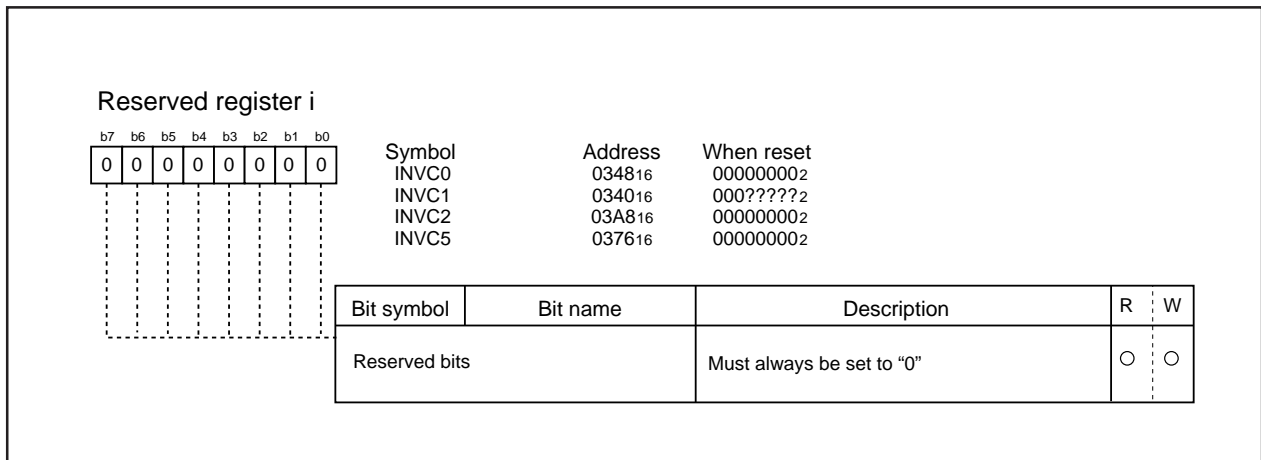 Reserved register i
b7 b6 b5 b4 b3 b2 b1 b0
0 0 0 0 0 0 0 0
Symbol Address When reset
INVC0 034816 000000002
INVC1 034016 000?????2
INVC2 03A816 000000002
INVC5 037616 000000002
Bit symbol Bit name Description R W
Reserved bits Must always be set to “0” ○ ○